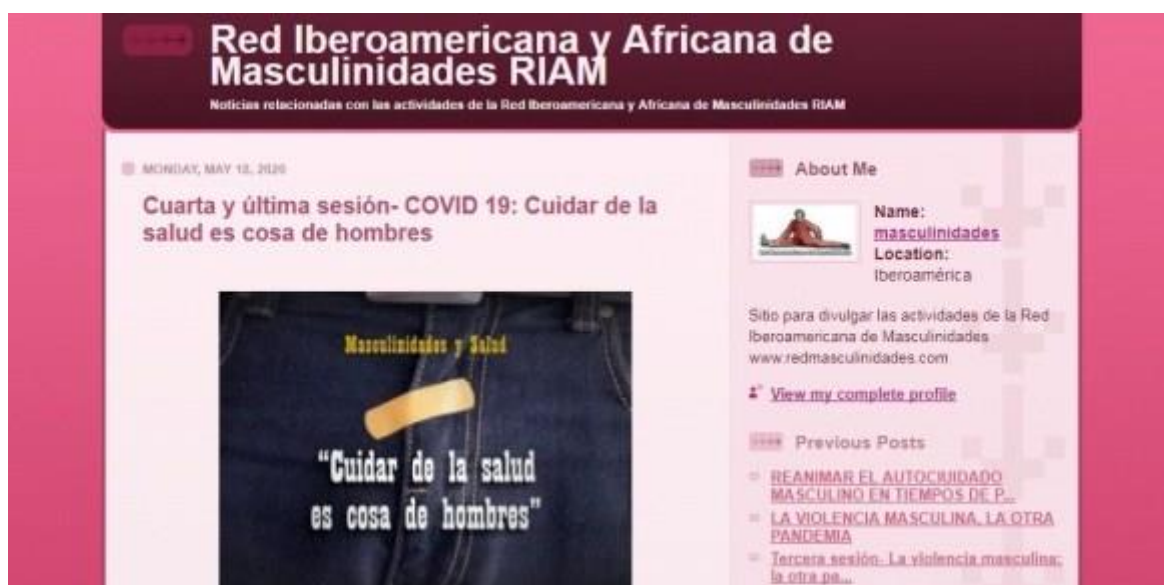 Red Iberoamericana y Africana de
Masculinidades RIAM
Noticias relacionadas con las actividades de la Red Iberoamericana y Africana de Masculinidades RIAM
MONDAY, MAY 18, 2020
Cuarta y última sesión- COVID 19: Cuidar de la
salud es cosa de hombres
Masculinidades y Salud
“Cuidar de la salud
es cosa de hombres”
About Me
Name:
masculinidades
Location:
Iberoamérica
Sitio para divulgar las actividades de la Red
Iberoamericana de Masculinidades
www.redmasculinidades.com
View my complete profile
Previous Posts
REANIMAR EL AUTOCIUIDADO
MASCULINO EN TIEMPOS DE P...
LA VIOLENCIA MASCULINA, LA OTRA
PANDEMIA
Tercera sesión- La violencia masculina:
la otra pa...